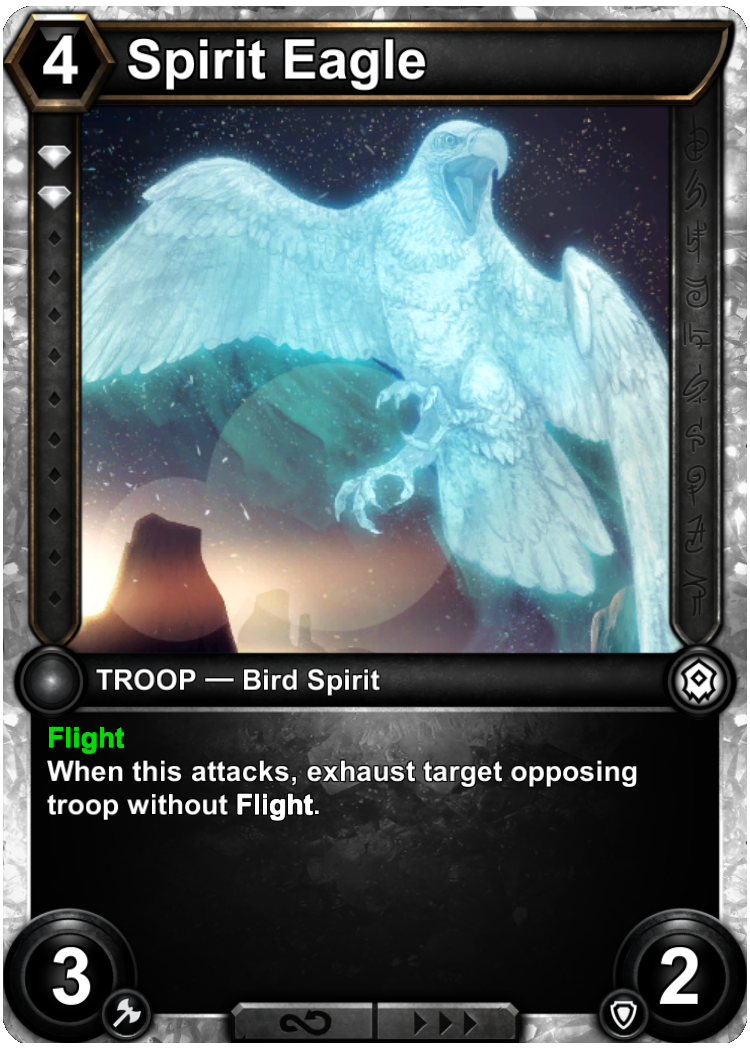 4 Spirit Eagle
TROOP — Bird Spirit
Flight
When this attacks, exhaust target opposing
troop without Flight.
3 2